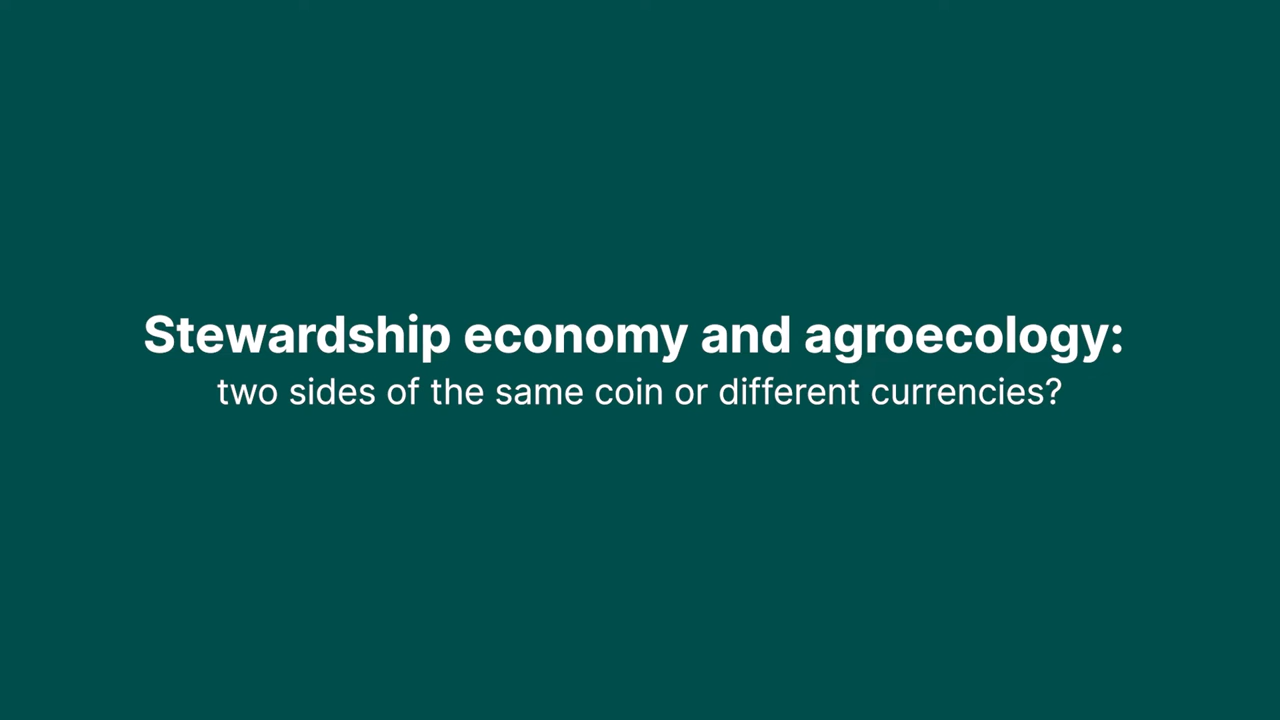 Stewardship economy and agroecology:
two sides of the same coin or different currencies?